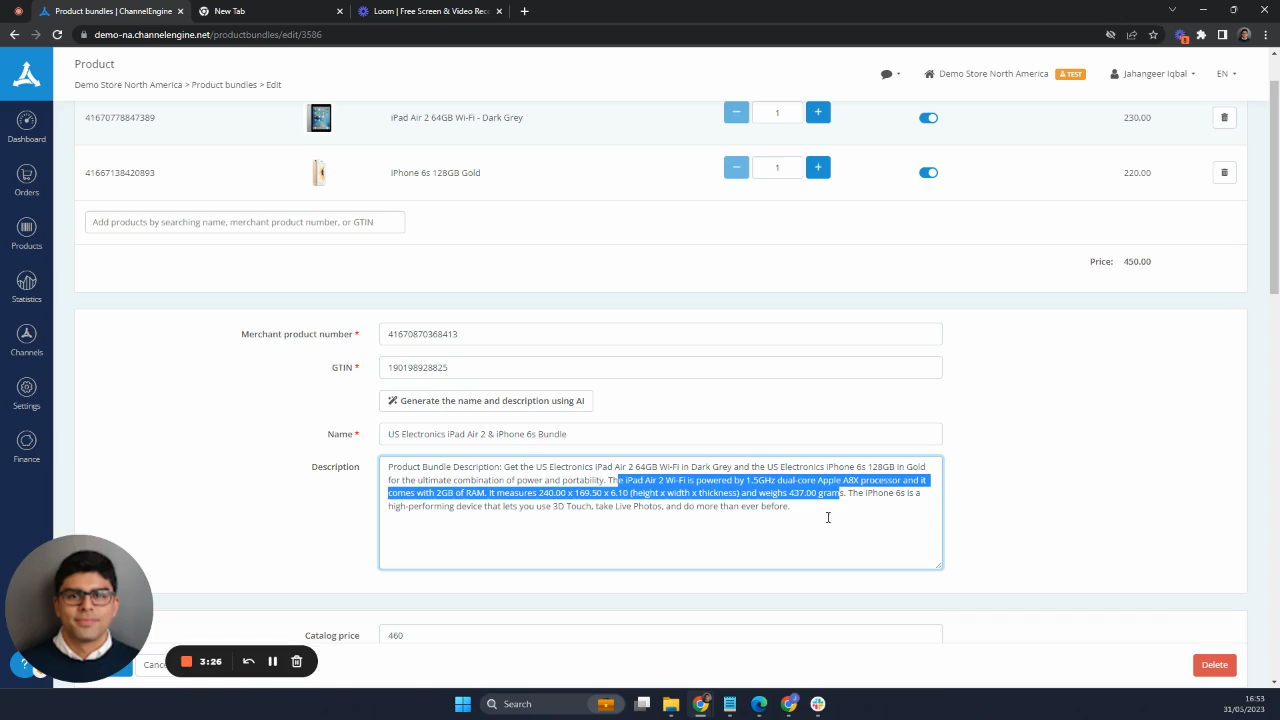 Product bundles | ChannelEngine
New Tab
Loom | Free Screen & Video Rec
demo-na.channelengine.net/productbundles/edit/3586
Product
Demo Store North America > Product bundles > Edit
Demo Store North America
TEST
Jahangeer Iqbal
EN
Dashboard
Orders
Products
Statistics
Channels
Settings
Finance
41670778847389
iPad Air 2 64GB Wi-Fi - Dark Grey
1
230.00
41667138420893
iPhone 6s 128GB Gold
1
220.00
Add products by searching name, merchant product number, or GTIN
Price: 450.00
Merchant product number *
41670870368413
GTIN *
190198928825
Generate the name and description using AI
Name *
US Electronics iPad Air 2 & iPhone 6s Bundle
Description
Product Bundle Description: Get the US Electronics iPad Air 2 64GB Wi-Fi in Dark Grey and the US Electronics iPhone 6s 128GB in Gold
for the ultimate combination of power and portability. The iPad Air 2 Wi-Fi is powered by 1.5GHz dual-core Apple A8X processor and it
comes with 2GB of RAM. It measures 240.00 x 169.50 x 6.10 (height x width x thickness) and weighs 437.00 grams. The iPhone 6s is a
high-performing device that lets you use 3D Touch, take Live Photos, and do more than ever before.
Catalog price
460
3:26
Delete
Search
16:53
31/05/2023